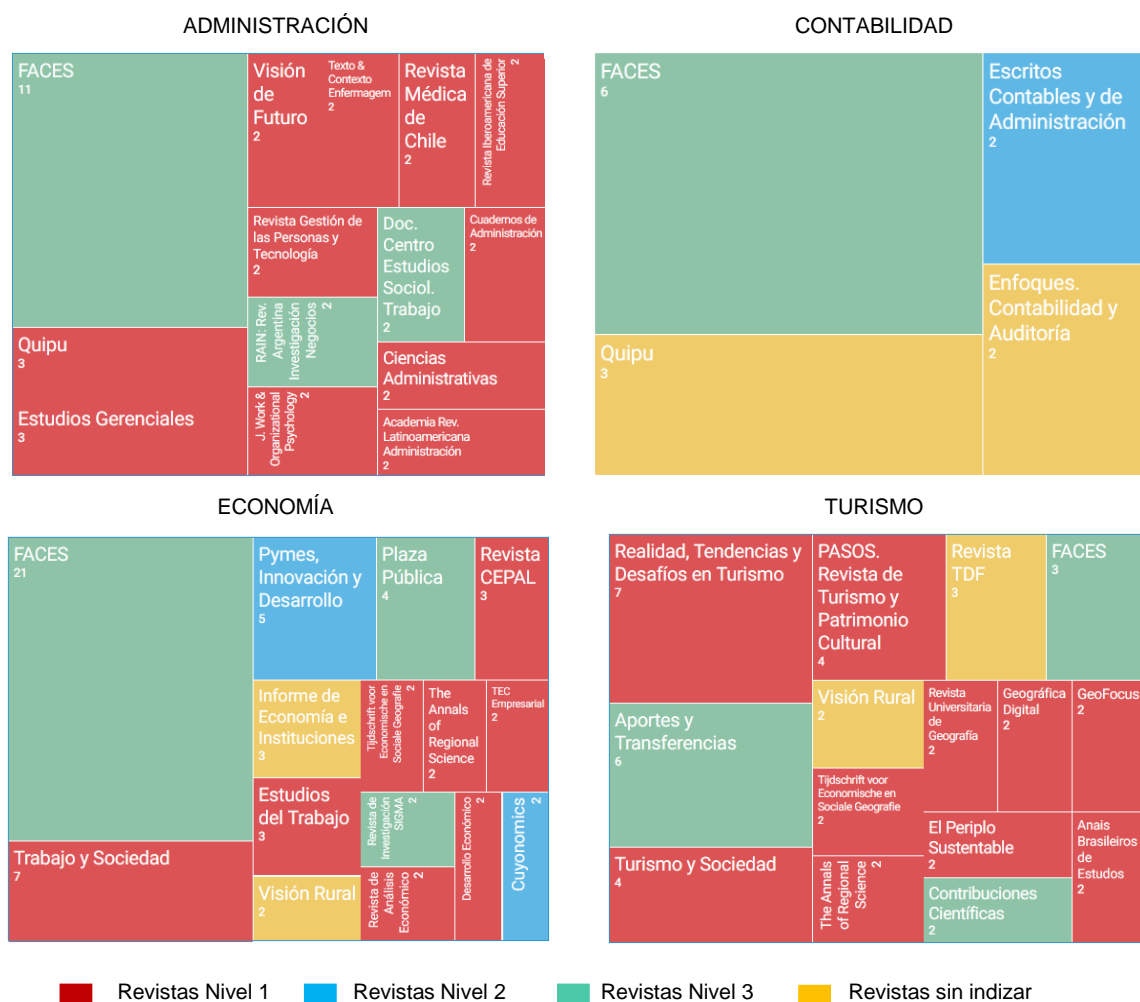 ADMINISTRACIÓN
FACES
11
Visión
de
Futuro
2
Texto &
Contexto
Enfermagem
2
Revista
Médica
de
Chile
2
Revista Iberoamericana de
Educación Superior
2
Revista Gestión de
las Personas y
Tecnología
2
Doc.
Centro
Estudios
Sociol.
Trabajo
2
Cuadernos de
Administración
2
RAIN: Rev.
Argentina
Investigación
Negocios
2
Quipu
3
Estudios Gerenciales
3
J. Work &
Organizational
Psychology
2
Ciencias
Administrativas
2
Academia Rev.
Latinoamericana
Administración
2
CONTABILIDAD
FACES
6
Escritos
Contables y de
Administración
2
Enfoques.
Contabilidad y
Auditoría
2
Quipu
3
ECONOMÍA
FACES
21
Pymes,
Innovación y
Desarrollo
5
Plaza
Pública
4
Revista
CEPAL
3
Informe de
Economía e
Instituciones
3
Tijdschrift voor
Economische en
Sociale Geografie
2
The
Annals
of
Regional
Science
2
TEC
Empresarial
2
Estudios
del Trabajo
3
Revista de
Investigación
SIGMA
2
Desarrollo Económico
2
Cuyonomics
2
Trabajo y Sociedad
7
Visión Rural
2
Revista de
Análisis
Económico
2
TURISMO
Realidad, Tendencias y
Desafíos en Turismo
7
PASOS.
Revista de
Turismo y
Patrimonio
Cultural
4
Revista
TDF
3
FACES
3
Aportes y
Transferencias
6
Visión Rural
2
Revista
Universitaria
de
Geografía
2
Geográfica
Digital
2
GeoFocus
2
Tijdschrift voor
Economische en
Sociale Geografie
2
El Periplo
Sustentable
2
Anais
Brasileiros
de
Estudos
2
Turismo y Sociedad
4
The Annals
of Regional
Science
2
Contribuciones
Científicas
2
Revistas Nivel 1
Revistas Nivel 2
Revistas Nivel 3
Revistas sin indizar